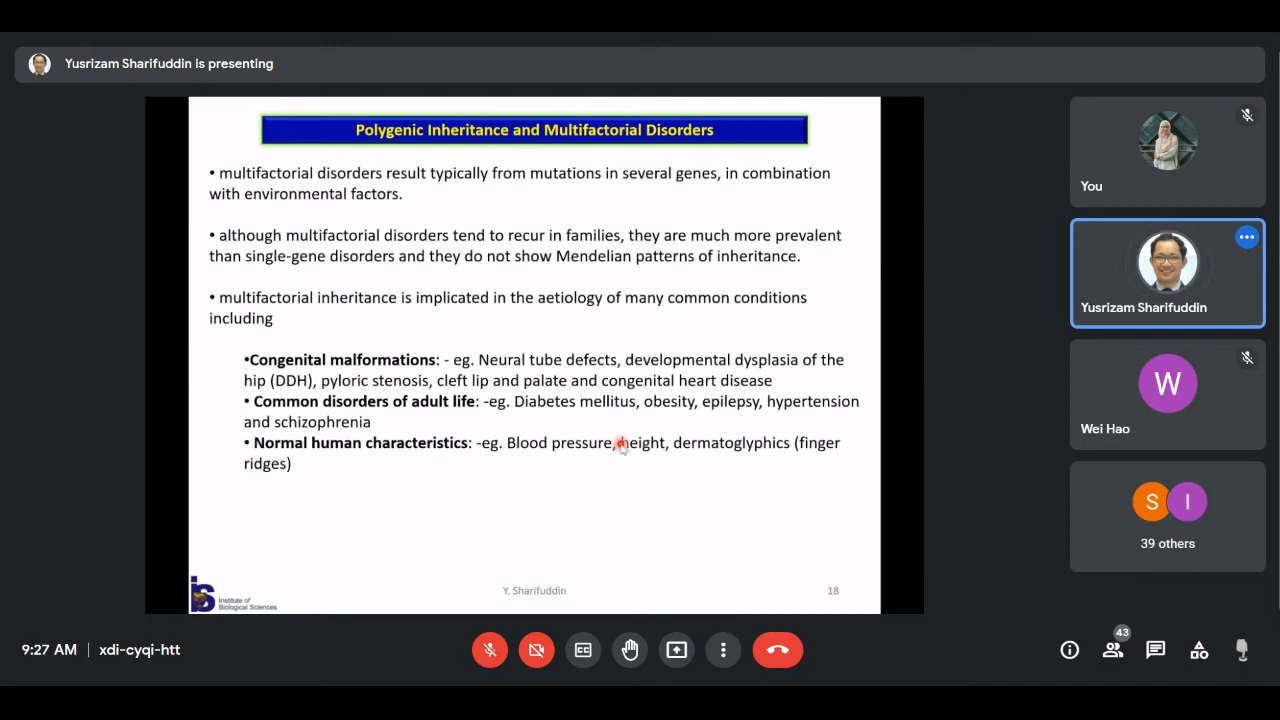 Yusrizam Sharifuddin is presenting
Polygenic Inheritance and Multifactorial Disorders
• multifactorial disorders result typically from mutations in several genes, in combination
with environmental factors.
• although multifactorial disorders tend to recur in families, they are much more prevalent
than single-gene disorders and they do not show Mendelian patterns of inheritance.
• multifactorial inheritance is implicated in the aetiology of many common conditions
including
•Congenital malformations: - eg. Neural tube defects, developmental dysplasia of the
hip (DDH), pyloric stenosis, cleft lip and palate and congenital heart disease
• Common disorders of adult life: -eg. Diabetes mellitus, obesity, epilepsy, hypertension
and schizophrenia
• Normal human characteristics: -eg. Blood pressure, height, dermatoglyphics (finger
ridges)
Institute of
Biological Sciences
Y. Sharifuddin
18
You
Yusrizam Sharifuddin
W
Wei Hao
S I
39 others
9:27 AM | xdi-cyqi-htt
CC
43